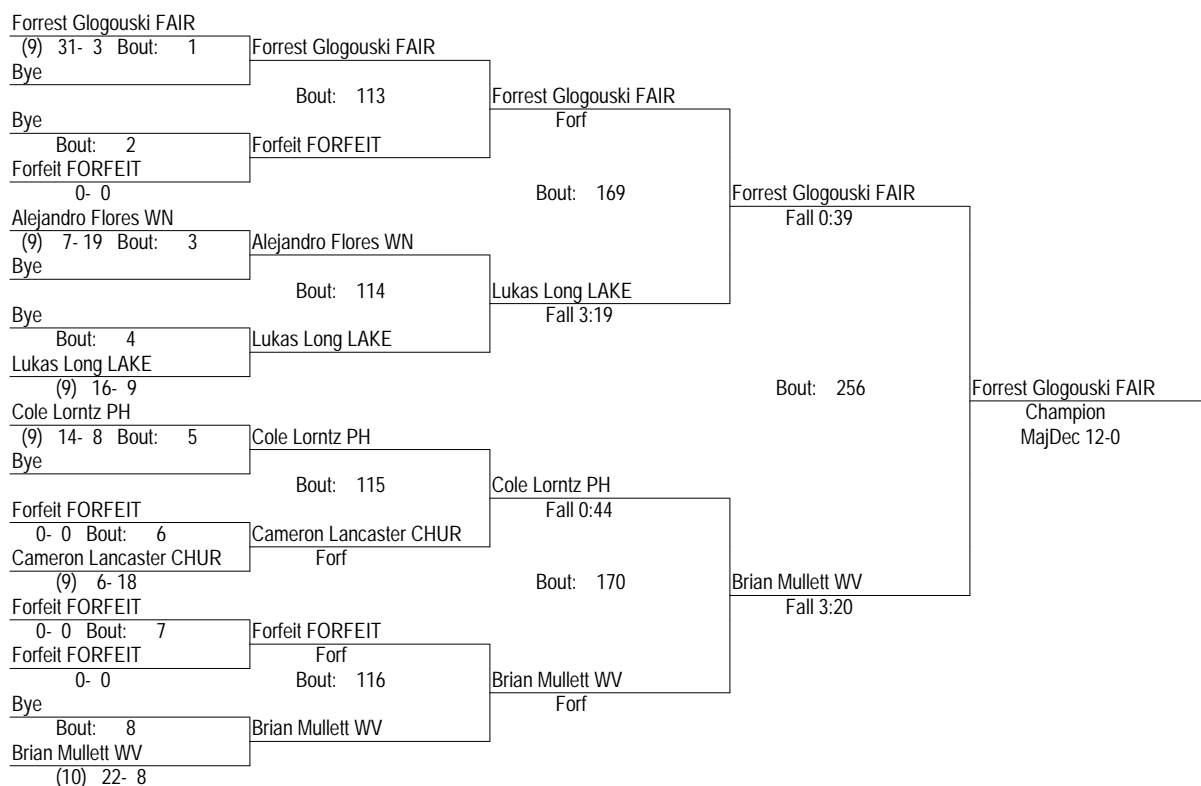 Forrest Glogouski FAIR
(9) 31- 3 Bout: 1 Forrest Glogouski FAIR
Bye
Bout: 113 Forrest Glogouski FAIR
Bye Forf
Bout: 2 Forfeit FORFEIT
Forfeit FORFEIT
0- 0 Bout: 169 Forrest Glogouski FAIR
Alejandro Flores WN Fall 0:39
(9) 7- 19 Bout: 3 Alejandro Flores WN
Bye
Bout: 114 Lukas Long LAKE
Bye Fall 3:19
Bout: 4 Lukas Long LAKE
Lukas Long LAKE
(9) 16- 9 Bout: 256 Forrest Glogouski FAIR
Cole Lorntz PH Champion
(9) 14- 8 Bout: 5 Cole Lorntz PH MajDec 12-0
Bye
Bout: 115 Cole Lorntz PH
Forfeit FORFEIT Fall 0:44
0- 0 Bout: 6 Cameron Lancaster CHUR
Cameron Lancaster CHUR Forf
(9) 6- 18 Bout: 170 Brian Mullett WV
Forfeit FORFEIT Fall 3:20
0- 0 Bout: 7 Forfeit FORFEIT
Forfeit FORFEIT Forf
0- 0 Bout: 116 Brian Mullett WV
Bye Forf
Bout: 8 Brian Mullett WV
Brian Mullett WV
(10) 22- 8